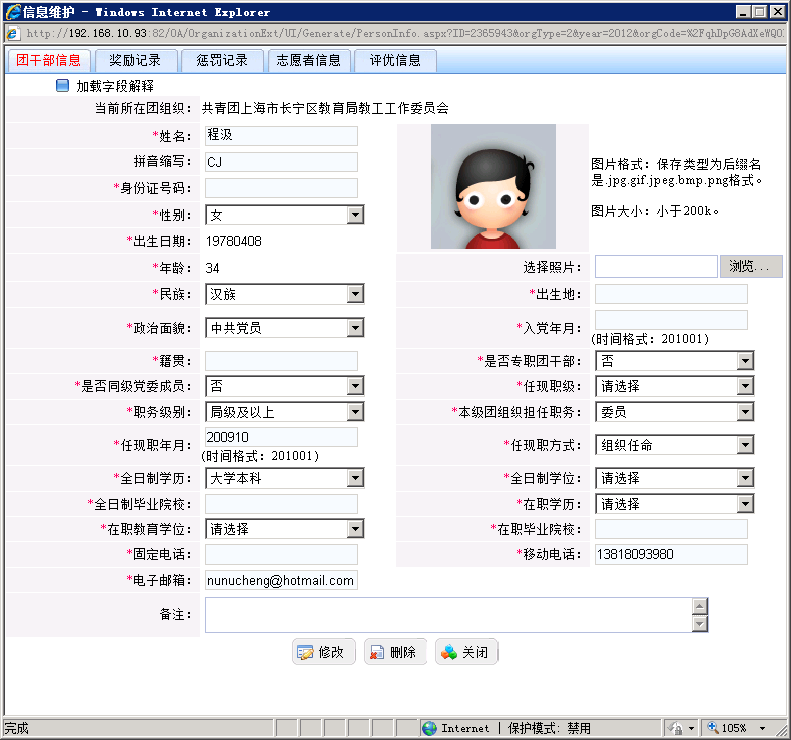 信息维护 - Windows Internet Explorer
http://192.168.10.93:82/OA/OrganizationExt/UI/Generate/PersonInfo.aspx?ID=2365943&orgType=2&year=2012&orgCode=%2FqhDpG8AdXeWQO
团干部信息 奖励记录 惩罚记录 志愿者信息 评优信息
加载字段解释
当前所在团组织：共青团上海市长宁区教育局教工工作委员会
*姓名：程汲
拼音缩写：CJ
*身份证号码：
图片格式：保存类型为后缀名
是.jpg.gif.jpeg.bmp.png格式。
图片大小：小于200k。
*性别：女
*出生日期：19780408
*年龄：34 选择照片： 浏览...
*民族：汉族 *出生地：
*政治面貌：中共党员 *入党年月：
(时间格式：201001)
*籍贯： *是否专职团干部：否
*是否同级党委成员：否 *任现职级：请选择
*职务级别：局级及以上 *本级团组织担任职务：委员
*任现职年月：200910 *任现职方式：组织任命
(时间格式：201001)
*全日制学历：大学本科 *全日制学位：请选择
*全日制毕业院校： *在职学历：请选择
*在职教育学位：请选择 *在职毕业院校：
*固定电话： *移动电话：13818093980
*电子邮箱：nunucheng@hotmail.com
备注：
修改 删除 关闭
完成 Internet | 保护模式: 禁用 105%